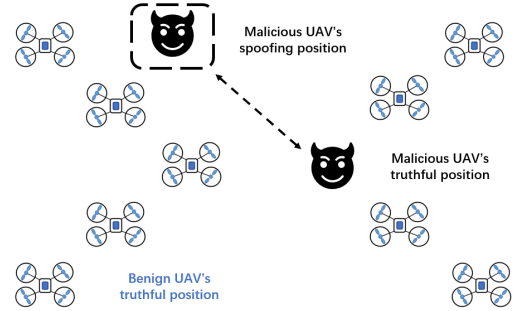 Malicious UAV's
spoofing position
Malicious UAV's
truthful position
Benign UAV's
truthful position